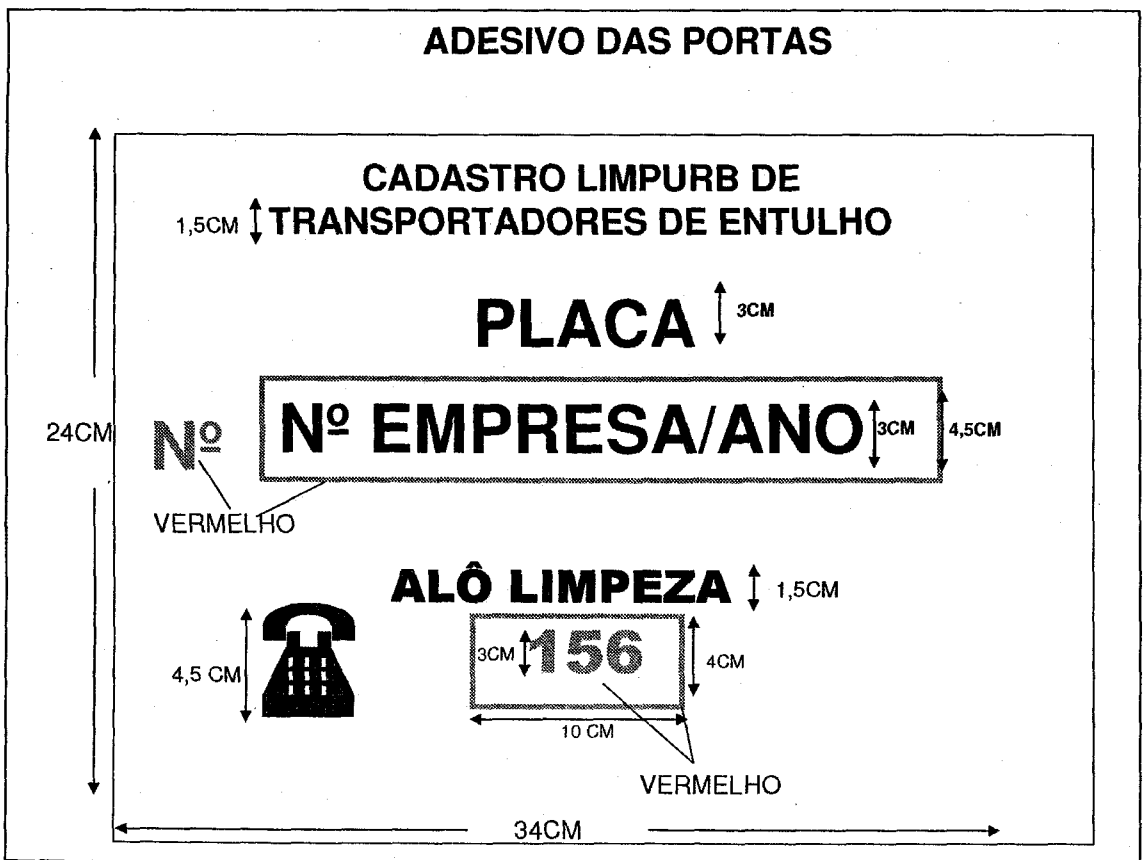 ADESIVO DAS PORTAS
CADASTRO LIMPURB DE
1,5CM TRANSPORTADORES DE ENTULHO
PLACA 3CM
24CM Nº Nº EMPRESA/ANO 3CM 4,5CM
VERMELHO
ALÔ LIMPEZA 1,5CM
4,5 CM 3CM 156 4CM
10 CM
VERMELHO
34CM